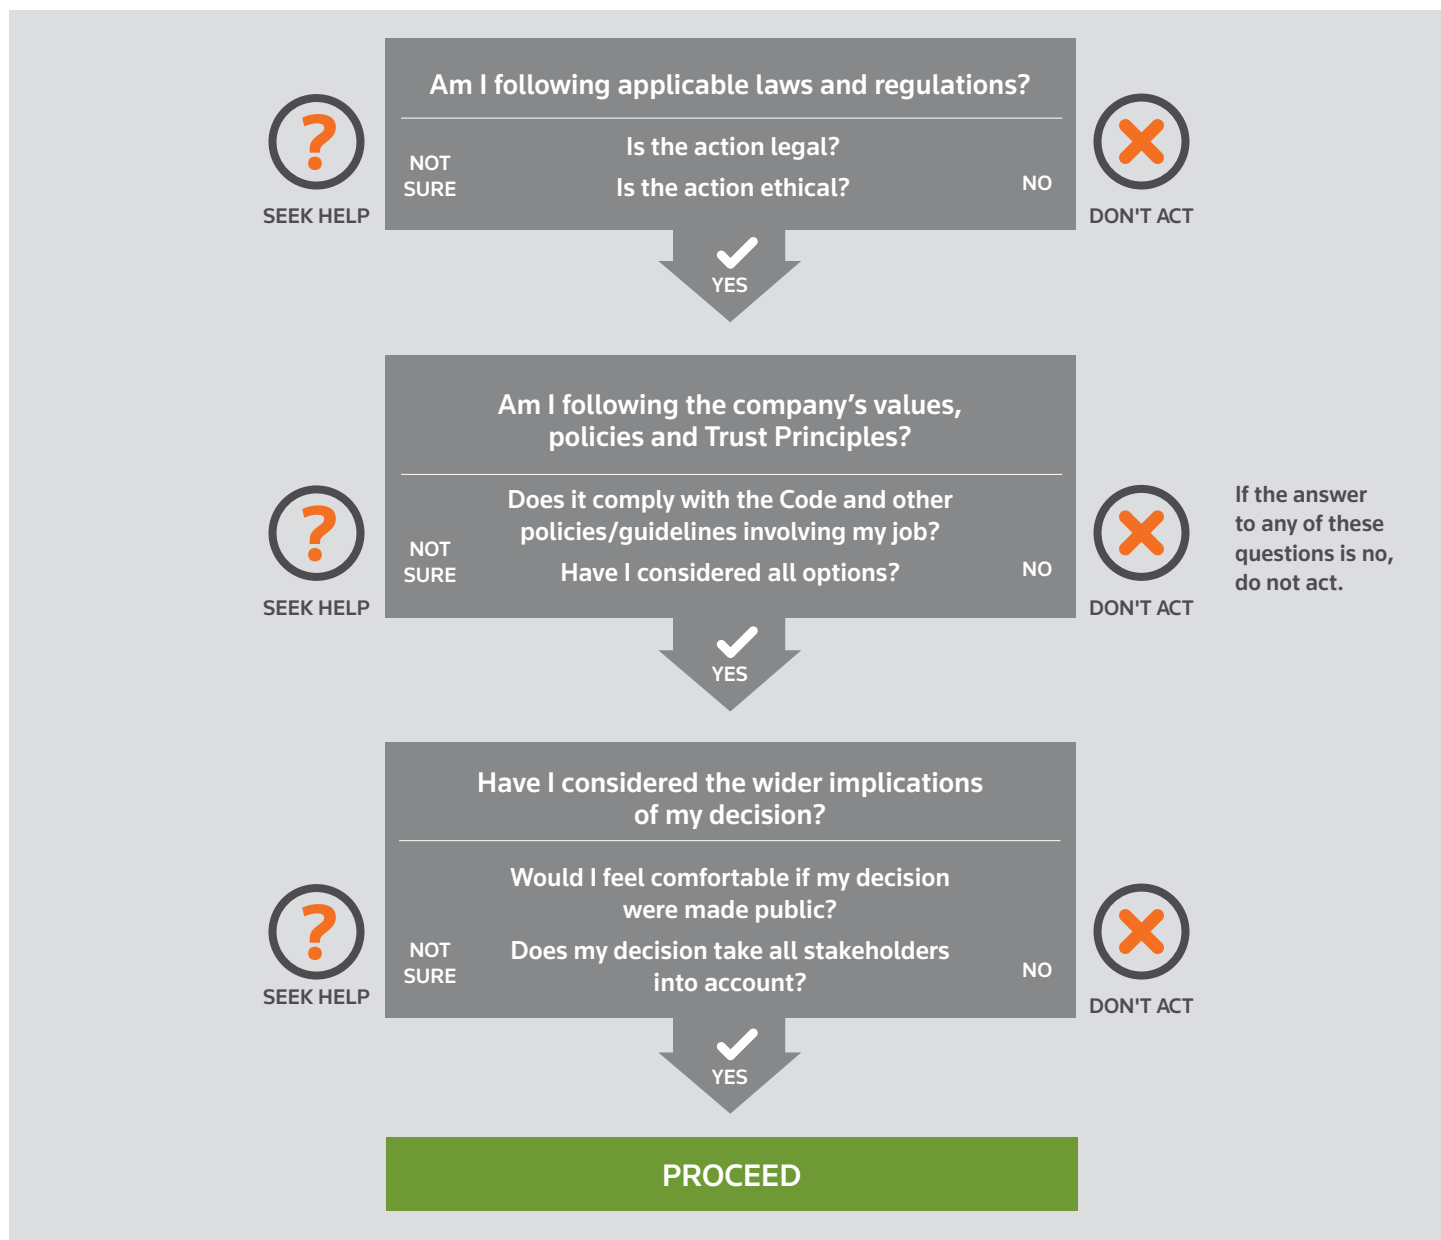 Am I following applicable laws and regulations?
Is the action legal?
Is the action ethical?
NOT
SURE
NO
SEEK HELP
DON'T ACT
YES
Am I following the company’s values,
policies and Trust Principles?
Does it comply with the Code and other
policies/guidelines involving my job?
Have I considered all options?
NOT
SURE
NO
SEEK HELP
DON'T ACT
If the answer
to any of these
questions is no,
do not act.
YES
Have I considered the wider implications
of my decision?
Would I feel comfortable if my decision
were made public?
Does my decision take all stakeholders
into account?
NOT
SURE
NO
SEEK HELP
DON'T ACT
YES
PROCEED